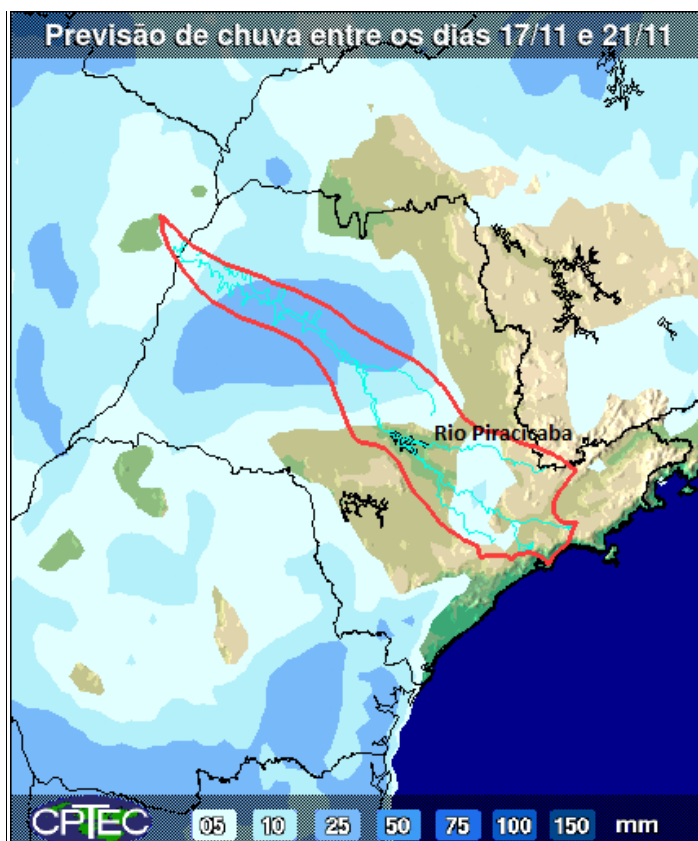 Previsão de chuva entre os dias 17/11 e 21/11
Rio Piracicaba
CPTEC 05 10 25 50 75 100 150 mm